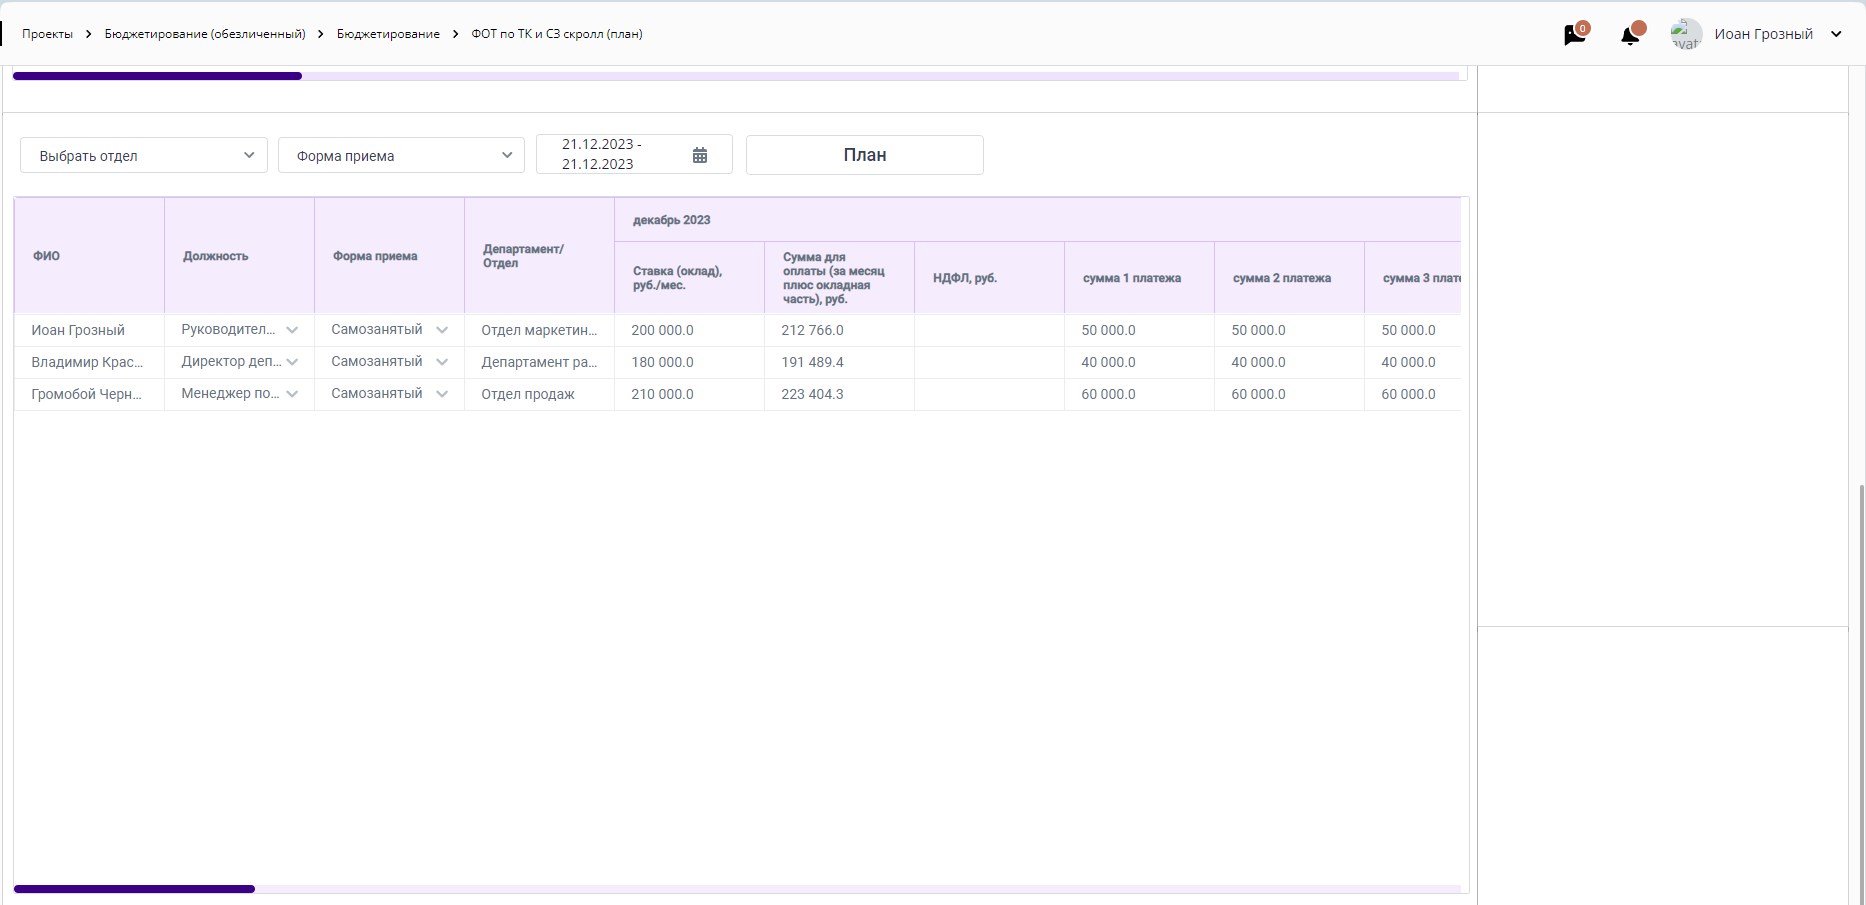 Проекты > Бюджетирование (обезличенный) > Бюджетирование > ФОТ по ТК и СЗ скролл (план)
0
avat
Иоан Грозный
Выбрать отдел
Форма приема
21.12.2023 -
21.12.2023
План
декабрь 2023
ФИО
Должность
Форма приема
Департамент/
Отдел
Ставка (оклад),
руб./мес.
Сумма для
оплаты (за месяц
плюс окладная
часть), руб.
НДФЛ, руб.
сумма 1 платежа
сумма 2 платежа
сумма 3 плате
Иоан Грозный Руководител... Самозанятый Отдел маркетин... 200 000.0 212 766.0 50 000.0 50 000.0 50 000.0
Владимир Крас... Директор деп... Самозанятый Департамент ра... 180 000.0 191 489.4 40 000.0 40 000.0 40 000.0
Громобой Черн... Менеджер по... Самозанятый Отдел продаж 210 000.0 223 404.3 60 000.0 60 000.0 60 000.0